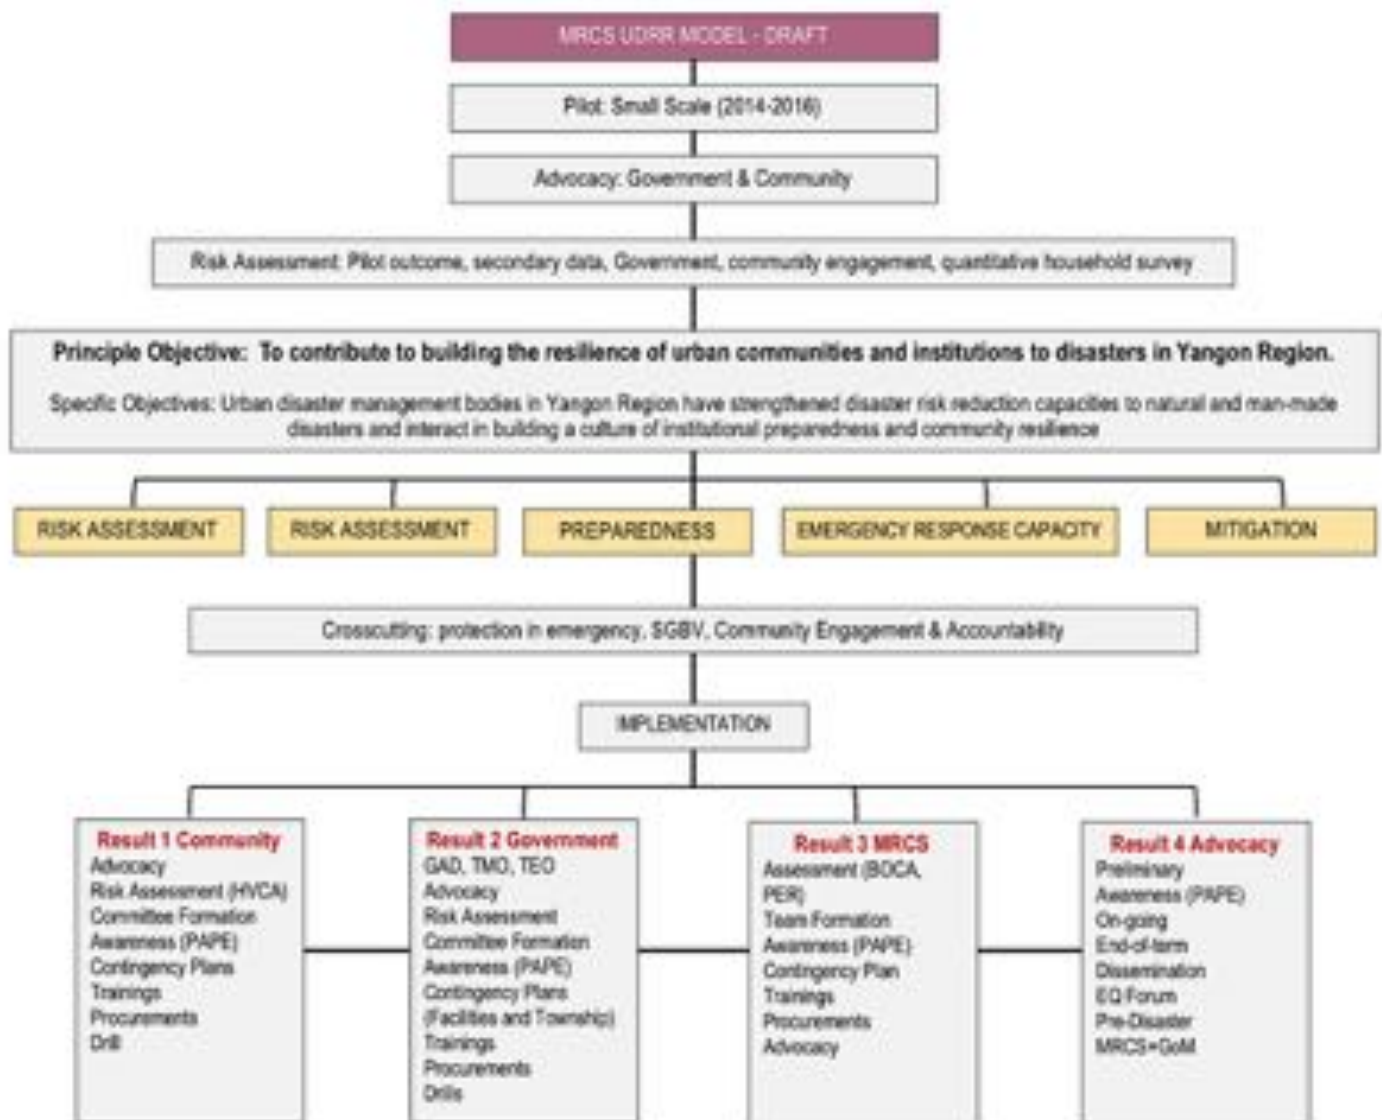 MRCS UDRR MODEL - DRAFT
Pilot: Small Scale (2014-2016)
Advocacy: Government & Community
Risk Assessment: Pilot outcome, secondary data, Government, community engagement, quantitative household survey
Principle Objective: To contribute to building the resilience of urban communities and institutions to disasters in Yangon Region.
Specific Objectives: Urban disaster management bodies in Yangon Region have strengthened disaster risk reduction capacities to natural and man-made
disasters and interact in building a culture of institutional preparedness and community resilience
RISK ASSESSMENT
RISK ASSESSMENT
PREPAREDNESS
EMERGENCY RESPONSE CAPACITY
MITIGATION
Crosscutting: protection in emergency, SGBV, Community Engagement & Accountability
IMPLEMENTATION
Result 1 Community
Advocacy
Risk Assessment (HVCA)
Committee Formation
Awareness (PAPE)
Contingency Plans
Trainings
Procurements
Drill
Result 2 Government
GAD, TMO, TEO
Advocacy
Risk Assessment
Committee Formation
Awareness (PAPE)
Contingency Plans
(Facilities and Township)
Trainings
Procurements
Drills
Result 3 MRCS
Assessment (BOCA,
PER)
Team Formation
Awareness (PAPE)
Contingency Plan
Trainings
Procurements
Advocacy
Result 4 Advocacy
Preliminary
Awareness (PAPE)
On-going
End-of-term
Dissemination
EQ Forum
Pre-Disaster
MRCS=GoM